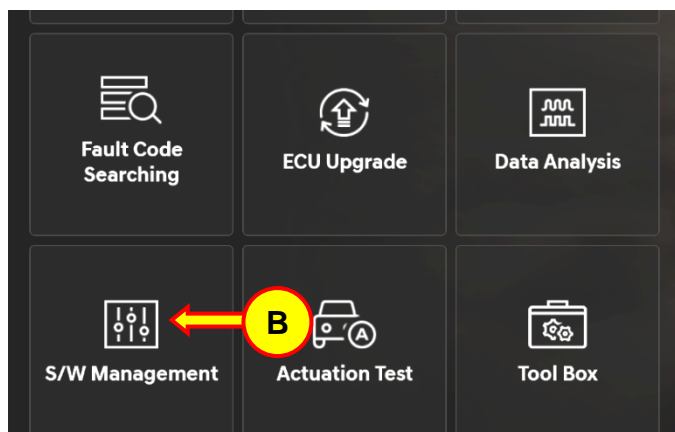 Fault Code
Searching
ECU Upgrade
Data Analysis
B
A
S/W Management
Actuation Test
Tool Box